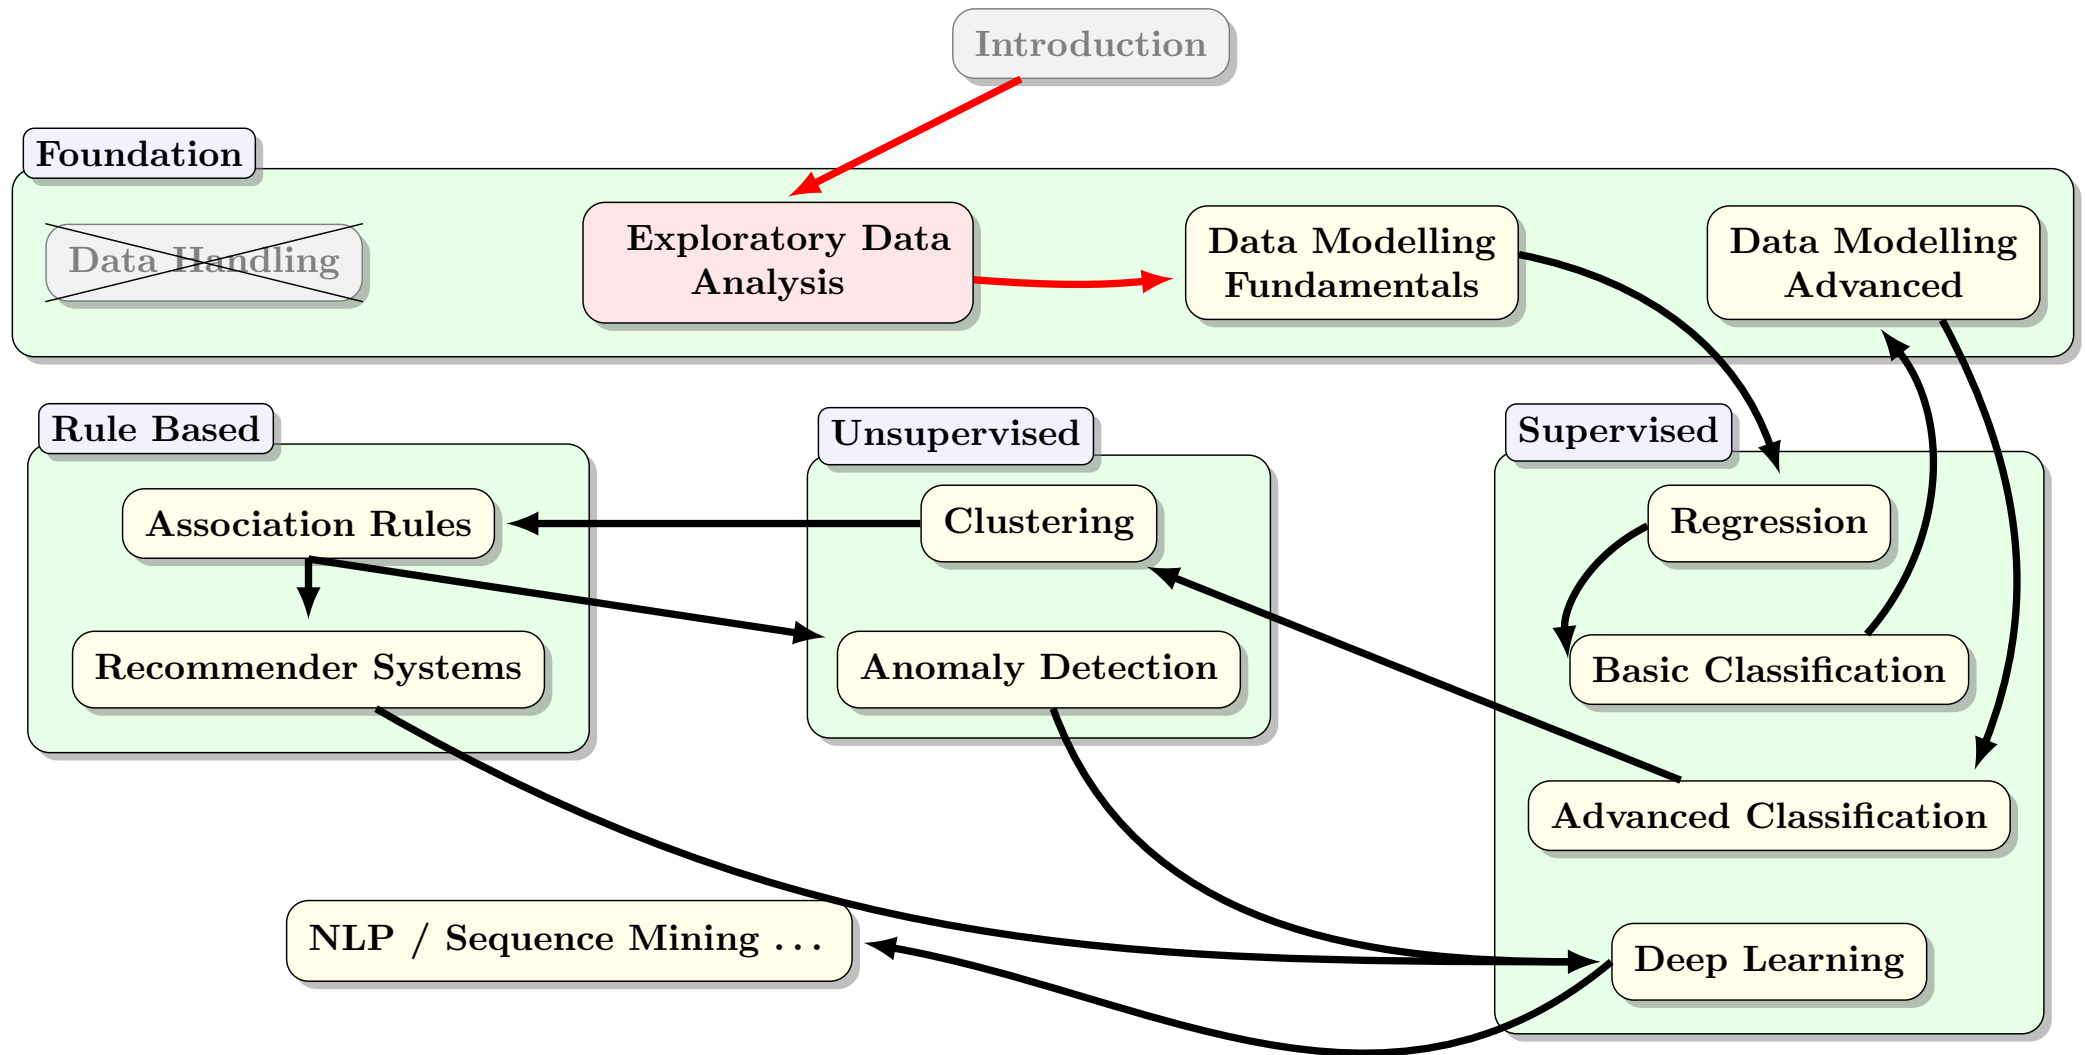 Introduction
Foundation
Data Handling
Exploratory Data
Analysis
Data Modelling
Fundamentals
Data Modelling
Advanced
Rule Based
Association Rules
Recommender Systems
Unsupervised
Clustering
Anomaly Detection
Supervised
Regression
Basic Classification
Advanced Classification
Deep Learning
NLP / Sequence Mining ...